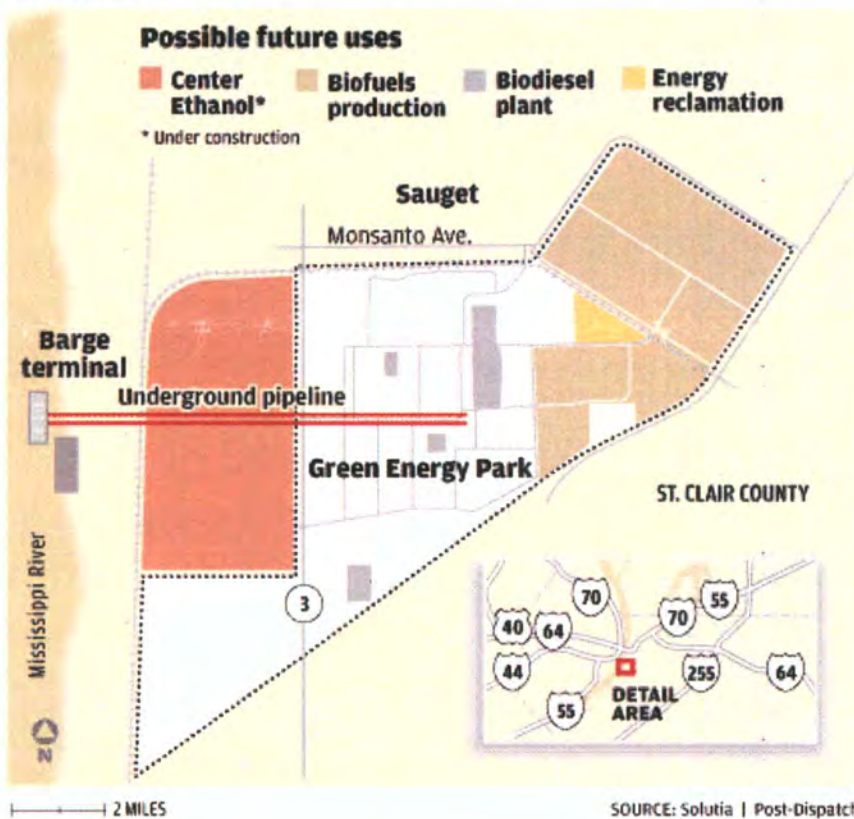 Possible future uses
Center
Ethanol*
Biofuels
production
Biodiesel
plant
Energy
reclamation
* Under construction
Sauget
Monsanto Ave.
Barge
terminal
Underground pipeline
Green Energy Park
ST. CLAIR COUNTY
Mississippi River
3
N
70
55
40
64
70
44
255
64
55
DETAIL
AREA
2 MILES
SOURCE: Solutia | Post-Dispatch